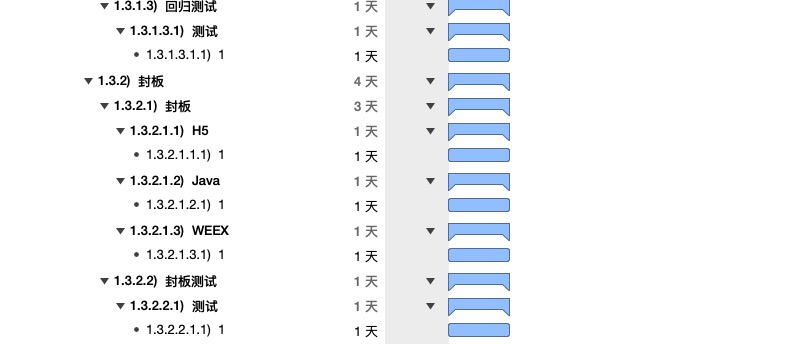 1.3.1.3) 回归测试 1 天
1.3.1.3.1) 测试 1 天
• 1.3.1.3.1.1) 1 1 天
1.3.2) 封板 4 天
1.3.2.1) 封板 3 天
1.3.2.1.1) H5 1 天
• 1.3.2.1.1.1) 1 1 天
1.3.2.1.2) Java 1 天
• 1.3.2.1.2.1) 1 1 天
1.3.2.1.3) WEEX 1 天
• 1.3.2.1.3.1) 1 1 天
1.3.2.2) 封板测试 1 天
1.3.2.2.1) 测试 1 天
• 1.3.2.2.1.1) 1 1 天